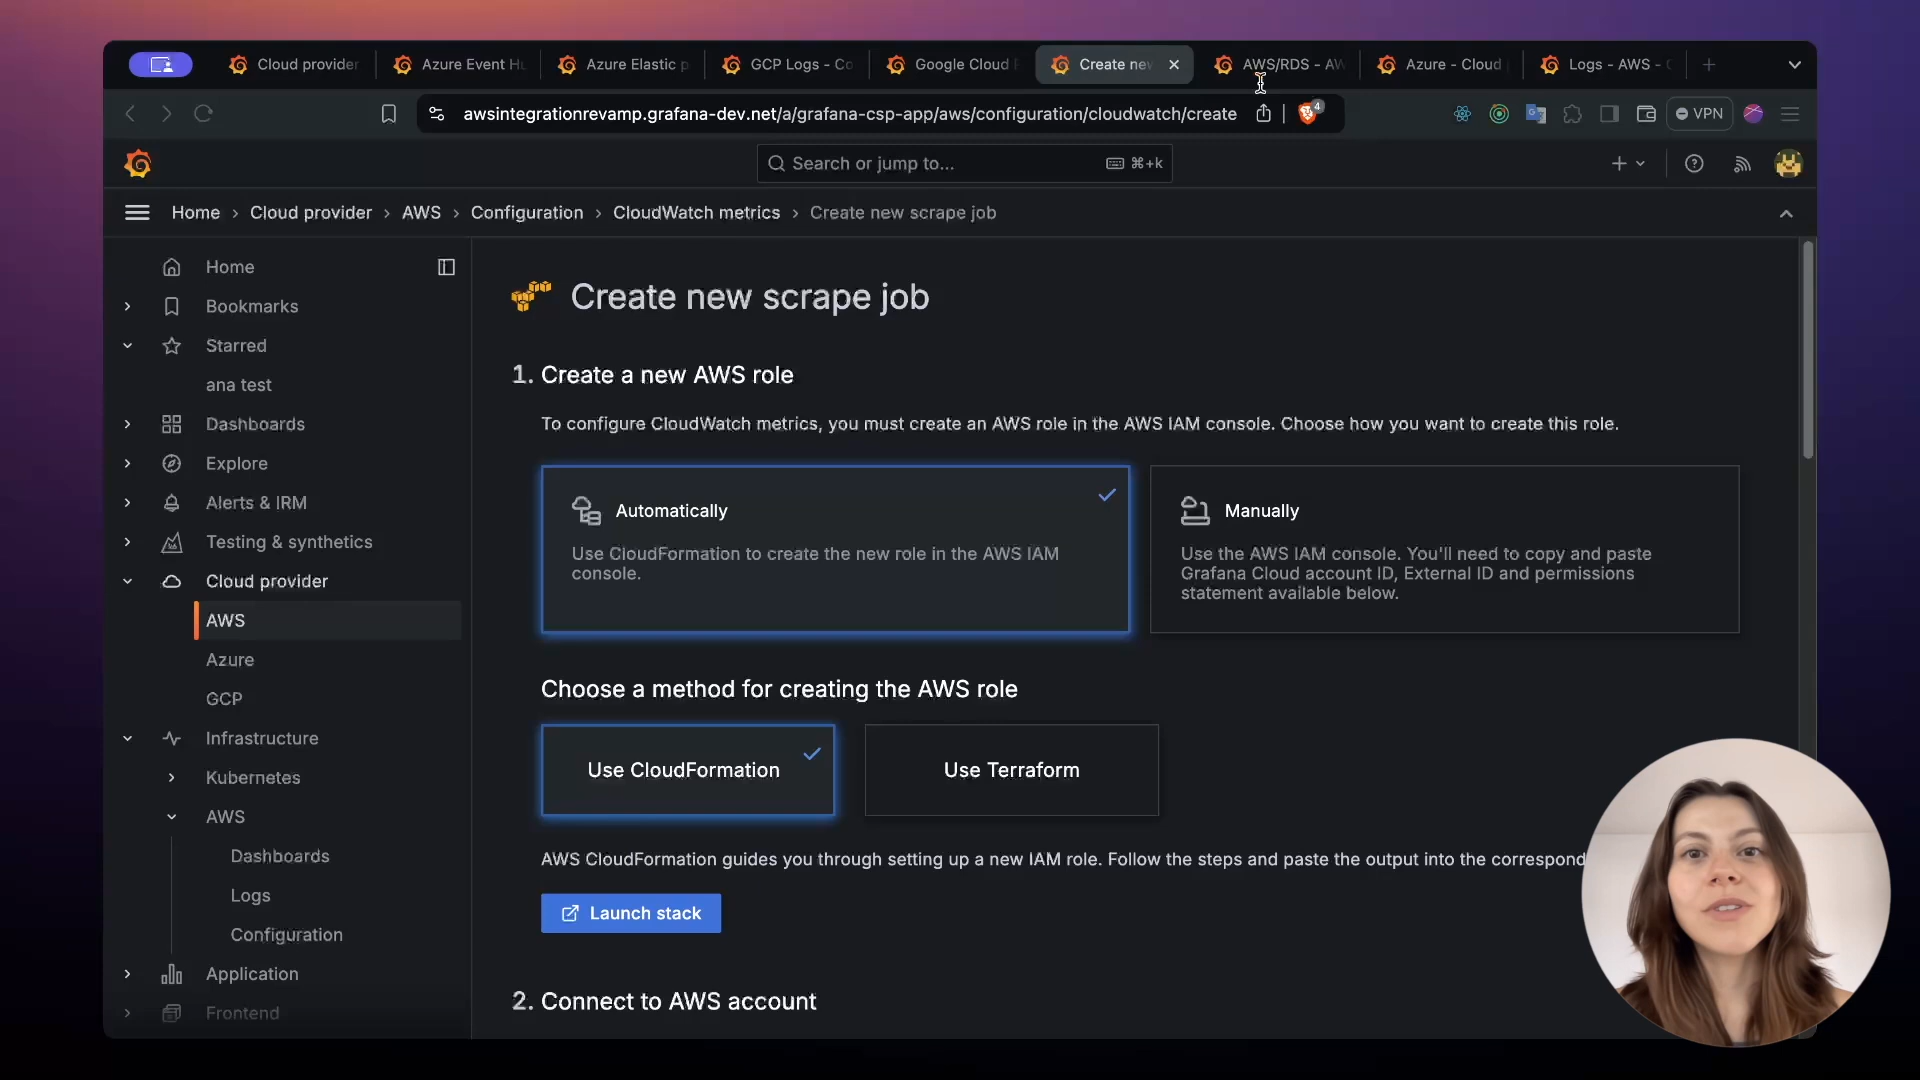 Cloud provider
Azure Event Hu
Azure Elastic p
GCP Logs - Co
Google Cloud
Create new
AWS/RDS - AW
Azure - Cloud
Logs - AWS -
awsintegrationrevamp.grafana-dev.net/a/grafana-csp-app/aws/configuration/cloudwatch/create
4
VPN
Search or jump to...
⌘+k
Home
Cloud provider
AWS
Configuration
CloudWatch metrics
Create new scrape job
Home
Bookmarks
Starred
ana test
Dashboards
Explore
Alerts & IRM
Testing & synthetics
Cloud provider
AWS
Azure
GCP
Infrastructure
Kubernetes
AWS
Dashboards
Logs
Configuration
Application
Frontend
Create new scrape job
1. Create a new AWS role
To configure CloudWatch metrics, you must create an AWS role in the AWS IAM console. Choose how you want to create this role.
Automatically
Use CloudFormation to create the new role in the AWS IAM
console.
Manually
Use the AWS IAM console. You'll need to copy and paste
Grafana Cloud account ID, External ID and permissions
statement available below.
Choose a method for creating the AWS role
Use CloudFormation
Use Terraform
AWS CloudFormation guides you through setting up a new IAM role. Follow the steps and paste the output into the correspond
Launch stack
2. Connect to AWS account